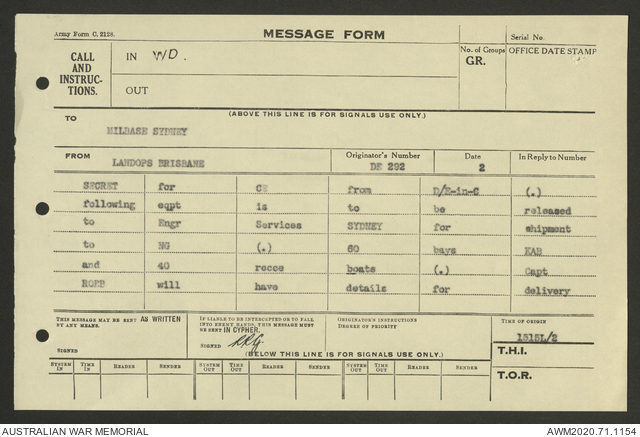 Army Form C. 2128.
MESSAGE FORM
Serial No.
CALL AND INSTRUC-TIONS.
IN WD.
OUT
No. of Groups
GR.
OFFICE DATE STAMP
(ABOVE THIS LINE IS FOR SIGNALS USE ONLY.)
TO
MILBASE SYDNEY
FROM
LANDOPS BRISBANE
Originator's Number
DE 292
Date
2
In Reply to Number
SECRET for CE from D/E-in-C (.)
following eqpt is to be released
to Engr Services SYDNEY for shipment
to NG (.) 60 bays KAB
and 40 recce boats (.) Capt
will have details for delivery
THIS MESSAGE MAY BE SENT AS WRITTEN
BY ANY MEANS.
SIGNED
IF LIABLE TO BE INTERCEPTED OR TO FALL
INTO ENEMY HANDS, THIS MESSAGE MUST
BE SENT IN CYPHER.
SIGNED
ORIGINATOR'S INSTRUCTIONS
DEGREE OF PRIORITY
TIME OF ORIGIN
1515L/2
(BELOW THIS LINE IS FOR SIGNALS USE ONLY.)
T.H.I.
SYSTEM IN TIME IN READER SENDER SYSTEM OUT TIME OUT READER SENDER SYSTEM OUT TIME OUT READER SENDER
T.O.R.
AUSTRALIAN WAR MEMORIAL AWM2020.71.1154